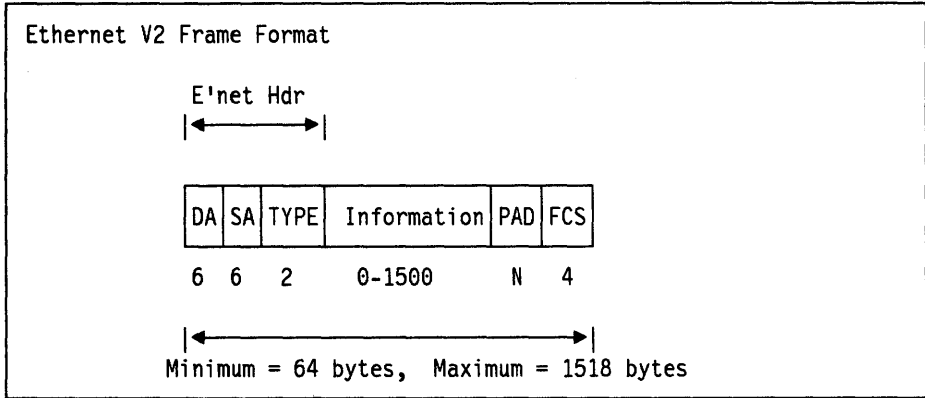 Ethernet V2 Frame Format
E'net Hdr
DA SA TYPE Information PAD FCS
6 6 2 0-1500 N 4
Minimum = 64 bytes, Maximum = 1518 bytes